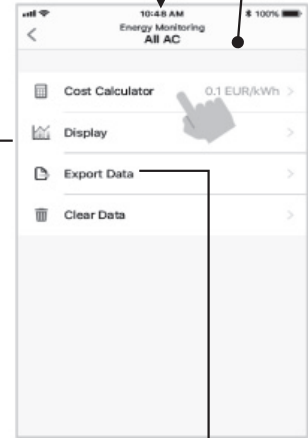 10:48 AM
100%
Energy Monitoring
All AC
Cost Calculator 0.1 EUR/kWh
Display
Export Data
Clear Data